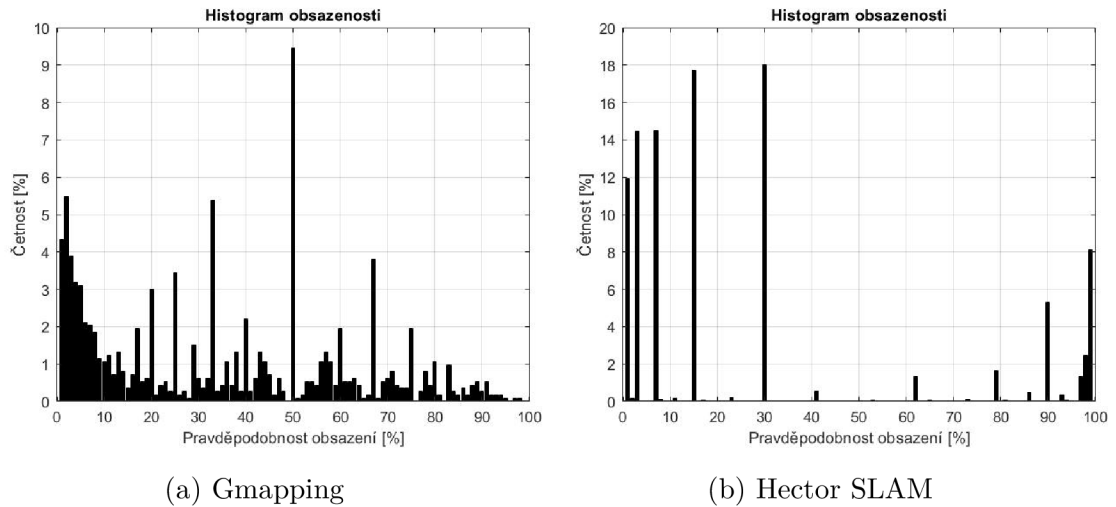 Histogram obsazenosti
10
9
8
7
6
5
4
3
2
1
0
Četnost [%]
0 10 20 30 40 50 60 70 80 90 100
Pravděpodobnost obsazení [%]
(a) Gmapping
Histogram obsazenosti
20
18
16
14
12
10
8
6
4
2
0
Četnost [%]
0 10 20 30 40 50 60 70 80 90 100
Pravděpodobnost obsazení [%]
(b) Hector SLAM